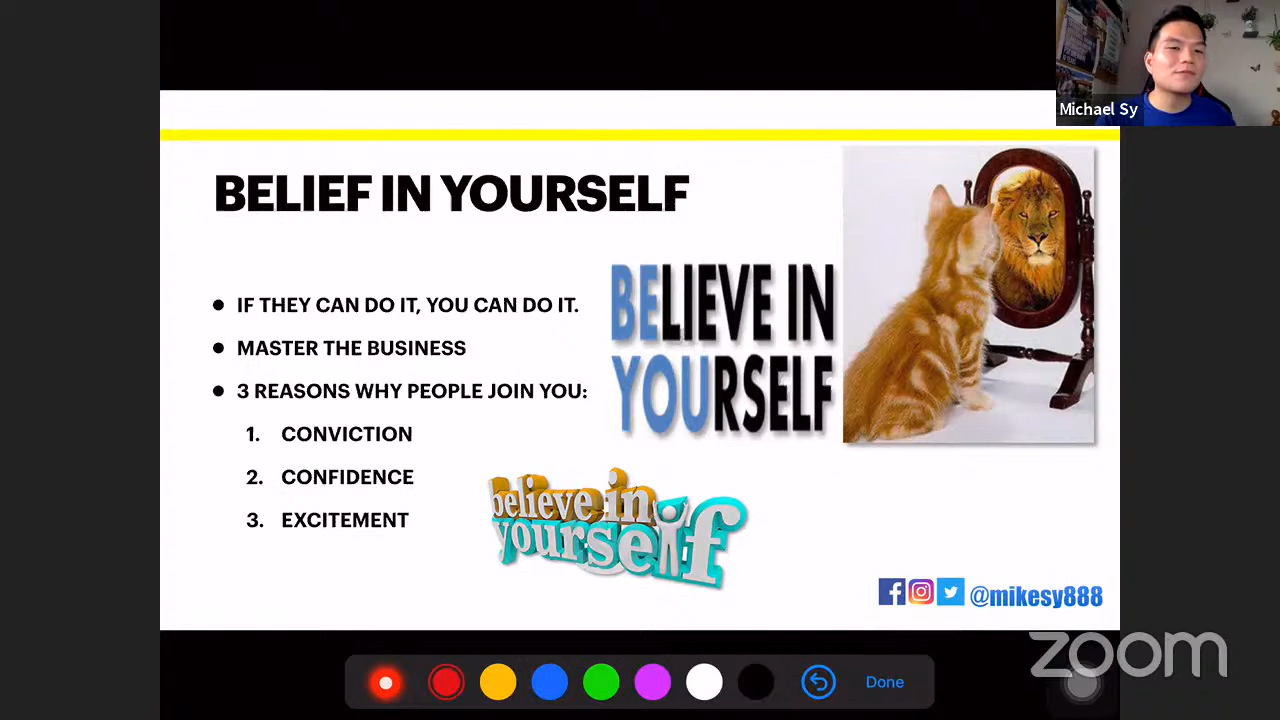 Michael Sy
BELIEF IN YOURSELF
● IF THEY CAN DO IT, YOU CAN DO IT.
● MASTER THE BUSINESS
● 3 REASONS WHY PEOPLE JOIN YOU:
1. CONVICTION
2. CONFIDENCE
3. EXCITEMENT
BELIEVE IN
YOURSELF
believe in
yourself
@mikesy888
zoom
Done